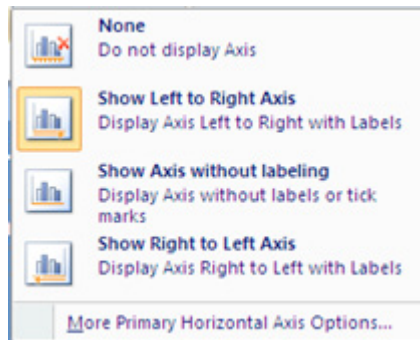 None
Do not display Axis
Show Left to Right Axis
Display Axis Left to Right with Labels
Show Axis without labeling
Display Axis without labels or tick
marks
Show Right to Left Axis
Display Axis Right to Left with Labels
More Primary Horizontal Axis Options...